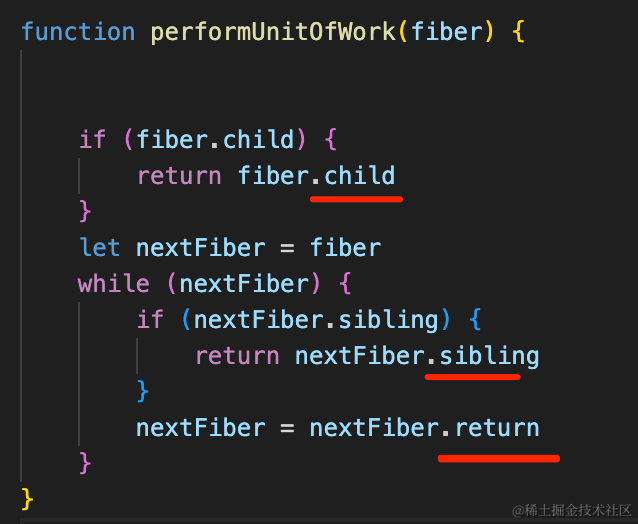 function performUnitOfWork(fiber) {
if (fiber.child) {
return fiber.child
}
let nextFiber = fiber
while (nextFiber) {
if (nextFiber.sibling) {
return nextFiber.sibling
}
nextFiber = nextFiber.return
}
}
@稀土掘金技术社区